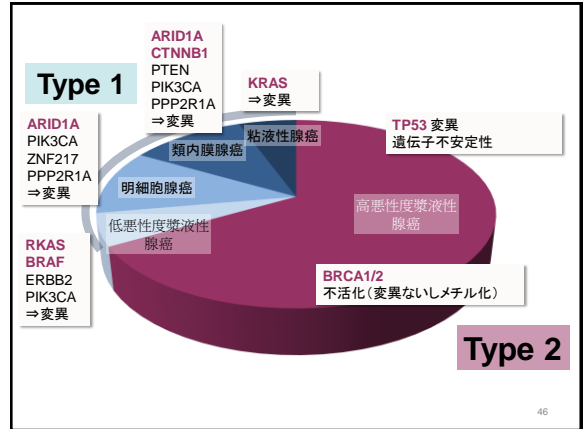 Type 1
ARID1A
CTNNB1
PTEN
PIK3CA
PPP2R1A
⇒変異
KRAS
⇒変異
TP53 変異
遺伝子不安定性
ARID1A
PIK3CA
ZNF217
PPP2R1A
⇒変異
粘液性腺癌
類内膜腺癌
明細胞腺癌
低悪性度漿液性
腺癌
高悪性度漿液性
腺癌
RKAS
BRAF
ERBB2
PIK3CA
⇒変異
BRCA1/2
不活化（変異ないしメチル化）
Type 2
46